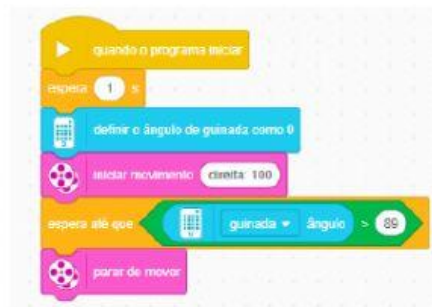 quando o programa iniciar
espera 1 s
definir o ângulo de guinada como 0
iniciar movimento direita: 100
espera até que guinada ângulo > 89
parar de mover